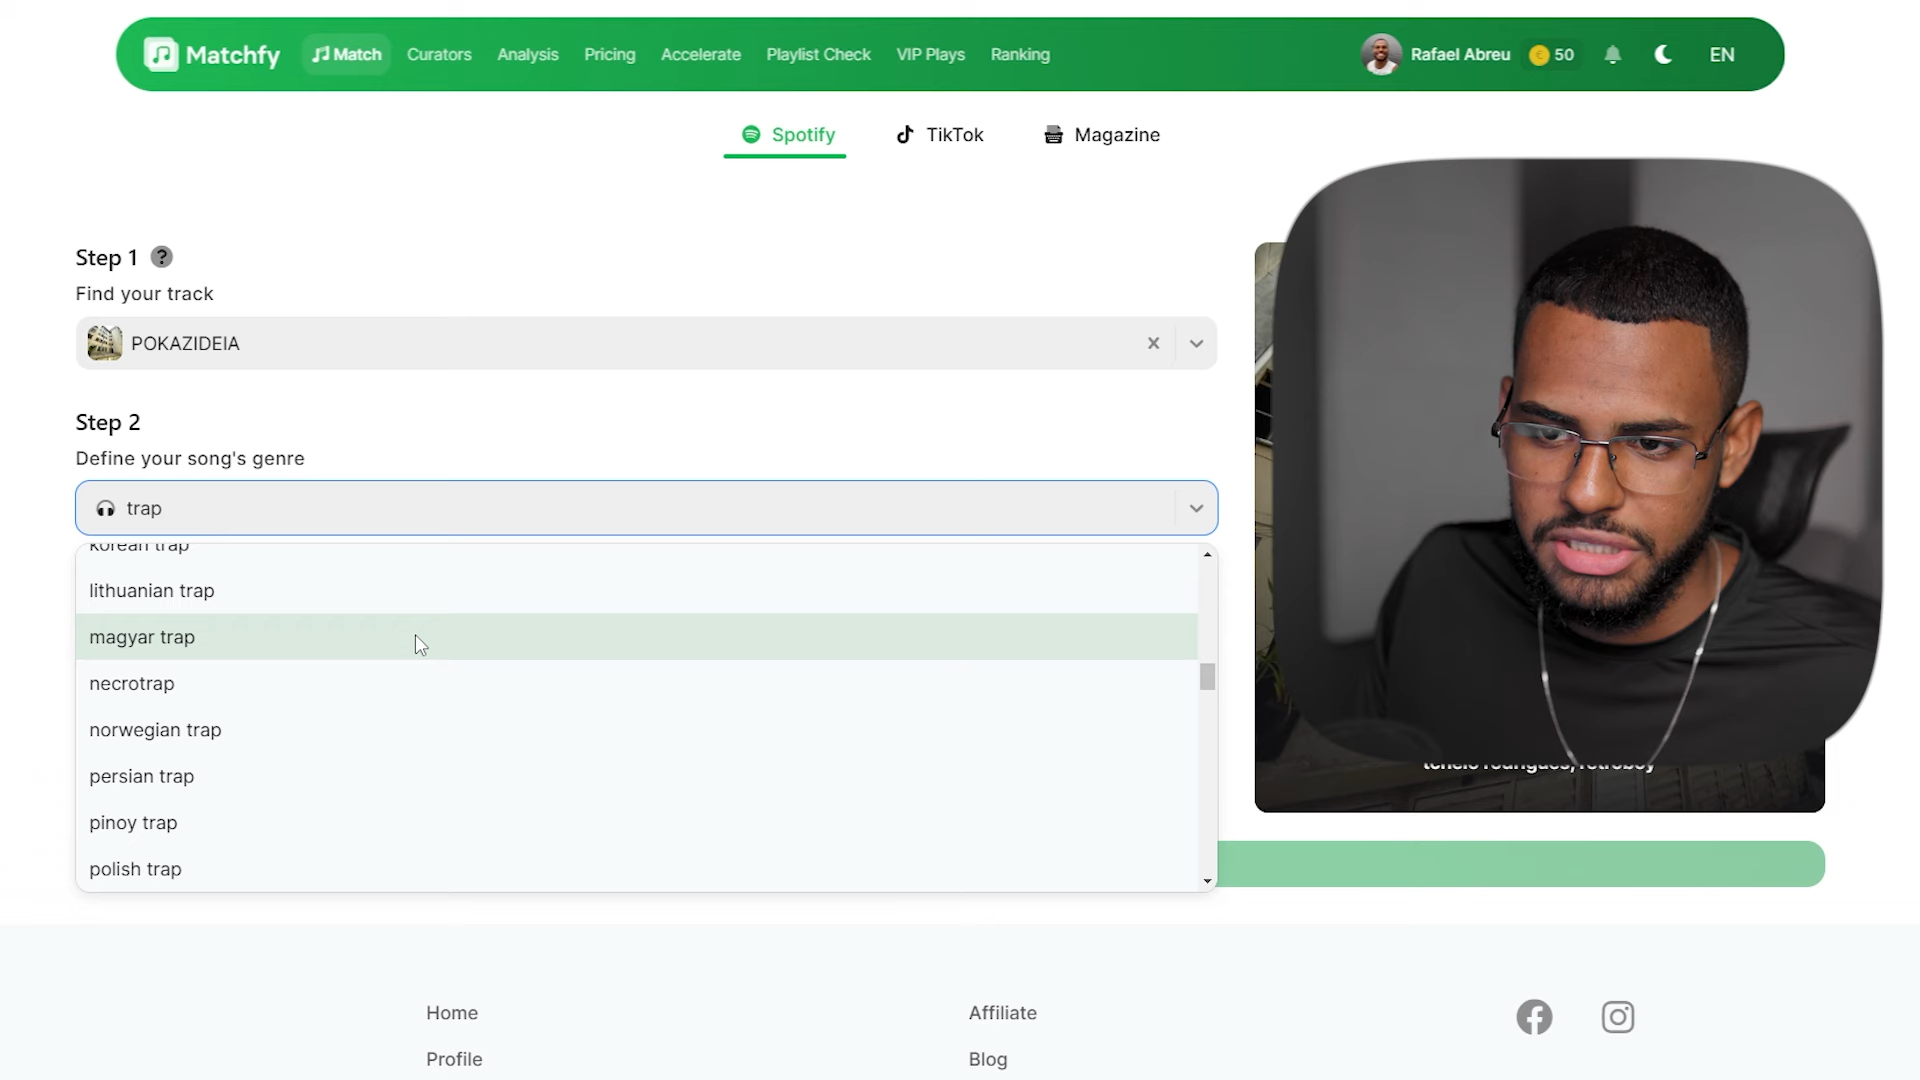 Matchfy
Match
Curators
Analysis
Pricing
Accelerate
Playlist Check
VIP Plays
Ranking
Rafael Abreu
50
EN
Spotify
TikTok
Magazine
Step 1 ?
Find your track
POKAZIDEIA
Step 2
Define your song's genre
trap
korean trap
lithuanian trap
magyar trap
necrotrap
norwegian trap
persian trap
pinoy trap
polish trap
Home
Affiliate
Profile
Blog